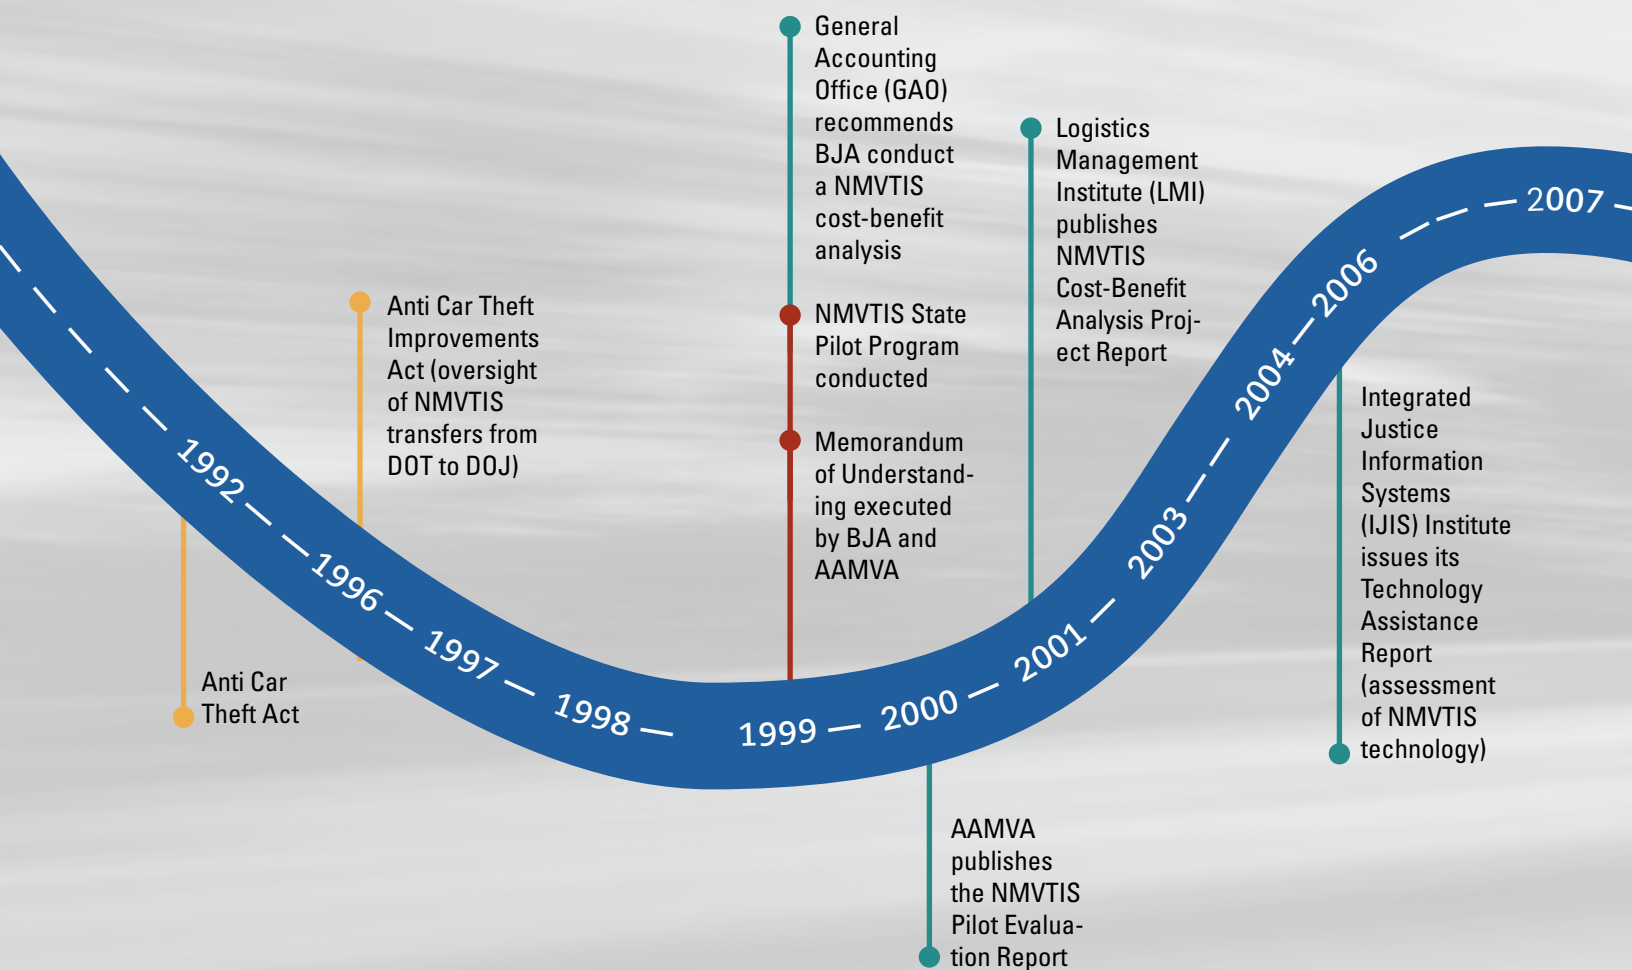 General
Accounting
Office (GAO)
recommends
BJA conduct
a NMVTIS
cost-benefit
analysis
NMVTIS State
Pilot Program
conducted
Memorandum
of Understand-
ing executed
by BJA and
AAMVA
Logistics
Management
Institute (LMI)
publishes
NMVTIS
Cost-Benefit
Analysis Proj-
ect Report
Anti Car Theft
Improvements
Act (oversight
of NMVTIS
transfers from
DOT to DOJ)
Integrated
Justice
Information
Systems
(IJIS) Institute
issues its
Technology
Assistance
Report
(assessment
of NMVTIS
technology)
1992
1996
1997
1998
1999
2000
2001
2003
2004
2006
2007
Anti Car
Theft Act
AAMVA
publishes
the NMVTIS
Pilot Evalua-
tion Report